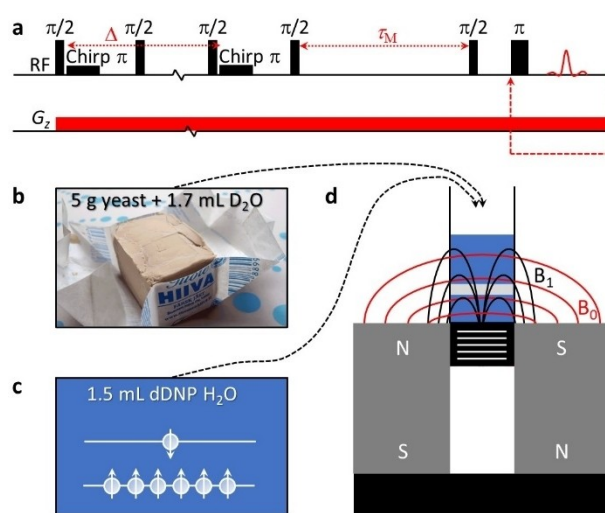 a
π/2
π/2
π/2
π/2
π/2
π
Δ
τM
Chirp π
Chirp π
RF
Gz
b
5 g yeast + 1.7 mL D₂O
HIIVA
c
1.5 mL dDNP H₂O
d
B₁
B₀
N
S
S
N